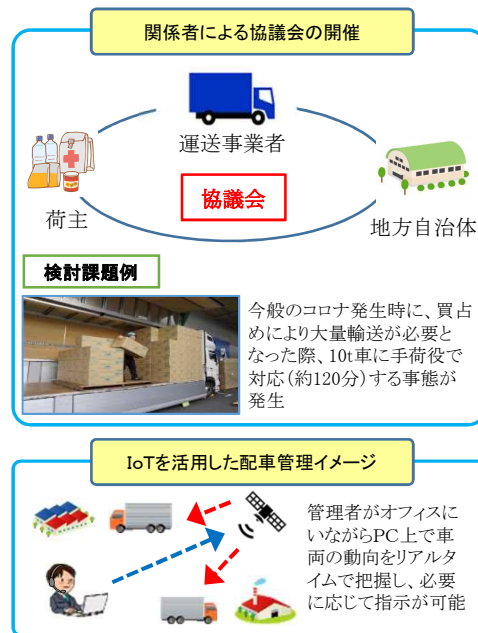 関係者による協議会の開催
運送事業者
荷主
協議会
地方自治体
検討課題例
今般のコロナ発生時に、買占
めにより大量輸送が必要と
なった際、10t車に手荷役で
対応(約120分)する事態が
発生
IoTを活用した配車管理イメージ
管理者がオフィスに
いながらPC上で車
両の動向をリアルタ
イムで把握し、必要
に応じて指示が可能